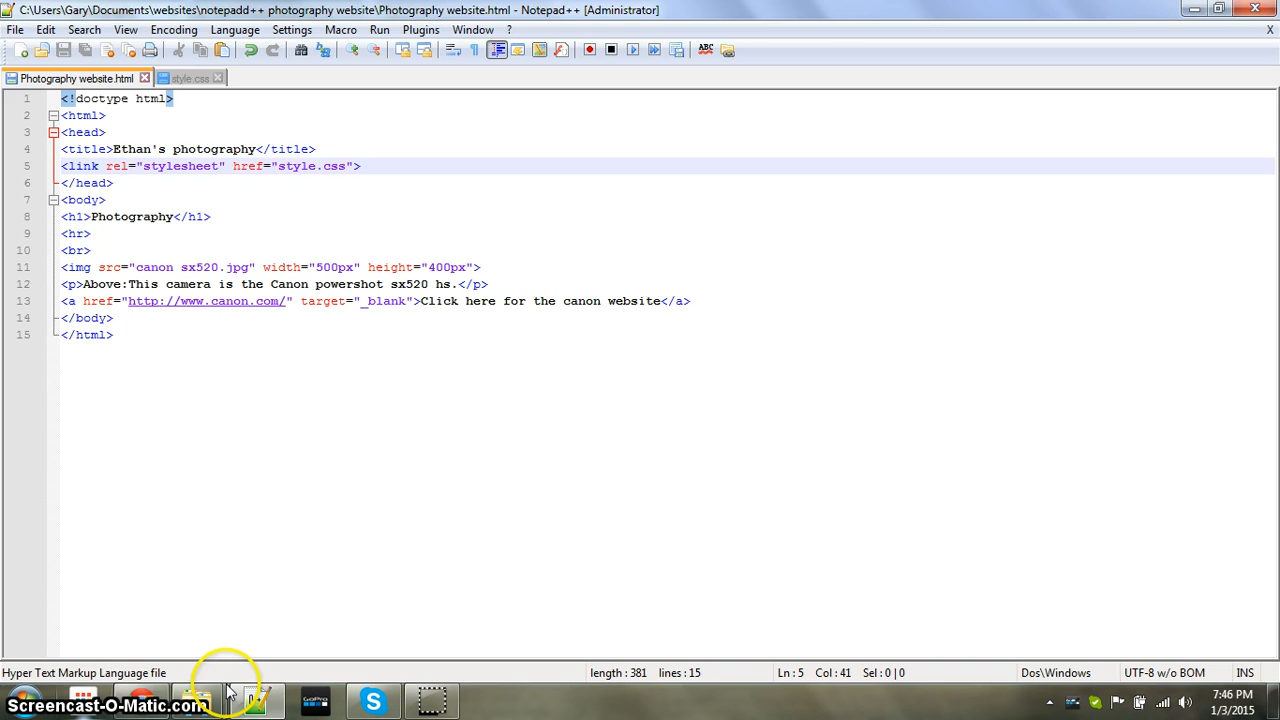 C:\Users\Gary\Documents\websites\notepadd++ photography website\Photography website.html - Notepad++ [Administrator]
File Edit Search View Encoding Language Settings Macro Run Plugins Window ? X
Photography website.html style.css
1 <!doctype html>
2 <html>
3 <head>
4 <title>Ethan's photography</title>
5 <link rel="stylesheet" href="style.css">
6 </head>
7 <body>
8 <h1>Photography</h1>
9 <hr>
10 <br>
11 <img src="canon sx520.jpg" width="500px" height="400px">
12 <p>Above:This camera is the Canon powershot sx520 hs.</p>
13 <a href="http://www.canon.com/" target="_blank">Click here for the canon website</a>
14 </body>
15 </html>
Hyper Text Markup Language file length : 381 lines : 15 Ln : 5 Col : 41 Sel : 0 | 0 Dos\Windows UTF-8 w/o BOM INS
GoPro
7:46 PM
Screencast-O-Matic.com
1/3/2015